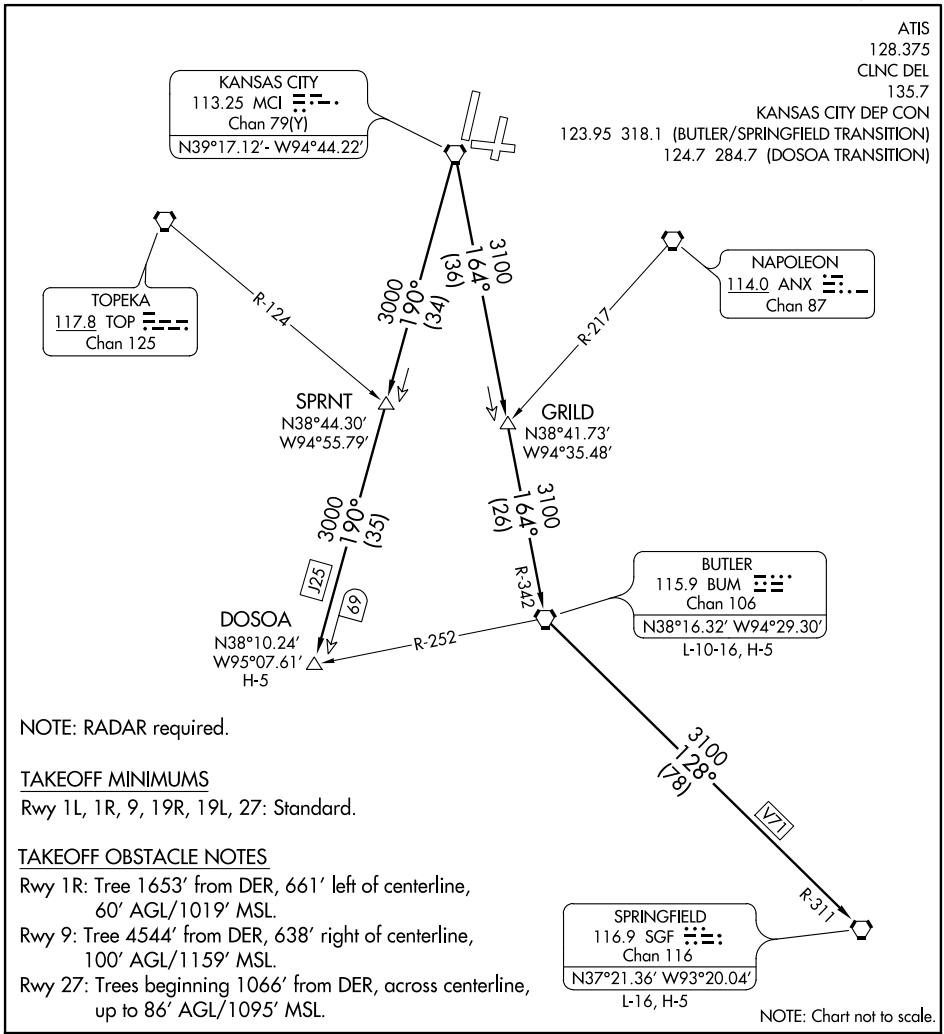 ATIS
128.375
CLNC DEL
135.7
KANSAS CITY DEP CON
123.95 318.1 (BUTLER/SPRINGFIELD TRANSITION)
124.7 284.7 (DOSOA TRANSITION)
KANSAS CITY
113.25 MCI
Chan 79(Y)
N39°17.12′- W94°44.22′
TOPEKA
117.8 TOP
Chan 125
NAPOLEON
114.0 ANX
Chan 87
R-124
3000
190°
(34)
3100
164°
(36)
R-217
SPRNT
N38°44.30′
W94°55.79′
GRILD
N38°41.73′
W94°35.48′
3000
190°
(35)
3100
164°
(26)
J25
69
R-342
DOSOA
N38°10.24′
W95°07.61′
H-5
R-252
BUTLER
115.9 BUM
Chan 106
N38°16.32′ W94°29.30′
L-10-16, H-5
3100
128°
(78)
V71
R-311
SPRINGFIELD
116.9 SGF
Chan 116
N37°21.36′ W93°20.04′
L-16, H-5
NOTE: RADAR required.
TAKEOFF MINIMUMS
Rwy 1L, 1R, 9, 19R, 19L, 27: Standard.
TAKEOFF OBSTACLE NOTES
Rwy 1R: Tree 1653′ from DER, 661′ left of centerline,
60′ AGL/1019′ MSL.
Rwy 9: Tree 4544′ from DER, 638′ right of centerline,
100′ AGL/1159′ MSL.
Rwy 27: Trees beginning 1066′ from DER, across centerline,
up to 86′ AGL/1095′ MSL.
NOTE: Chart not to scale.